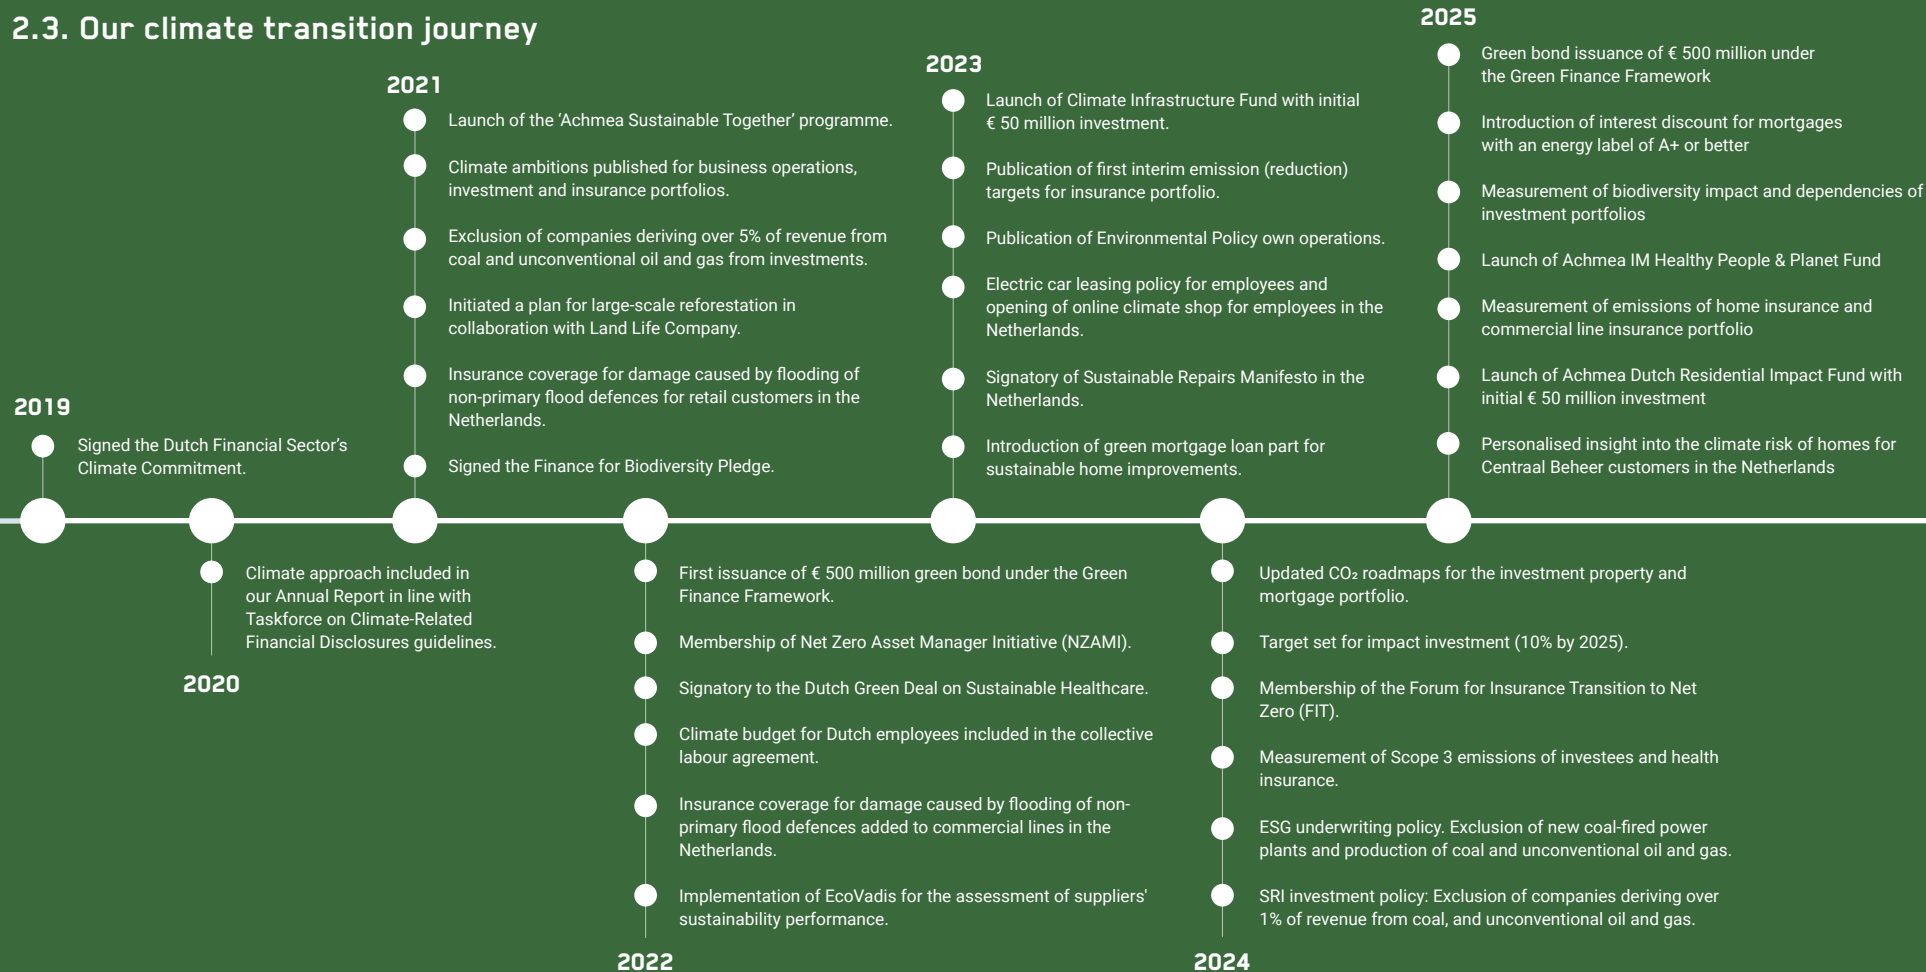 2.3. Our climate transition journey
2019
Signed the Dutch Financial Sector's
Climate Commitment.
Climate approach included in
our Annual Report in line with
Taskforce on Climate-Related
Financial Disclosures guidelines.
2020
2021
Launch of the ‘Achmea Sustainable Together’ programme.
Climate ambitions published for business operations,
investment and insurance portfolios.
Exclusion of companies deriving over 5% of revenue from
coal and unconventional oil and gas from investments.
Initiated a plan for large-scale reforestation in
collaboration with Land Life Company.
Insurance coverage for damage caused by flooding of
non-primary flood defences for retail customers in the
Netherlands.
Signed the Finance for Biodiversity Pledge.
First issuance of € 500 million green bond under the Green
Finance Framework.
Membership of Net Zero Asset Manager Initiative (NZAMI).
Signatory to the Dutch Green Deal on Sustainable Healthcare.
Climate budget for Dutch employees included in the collective
labour agreement.
Insurance coverage for damage caused by flooding of non-
primary flood defences added to commercial lines in the
Netherlands.
Implementation of EcoVadis for the assessment of suppliers'
sustainability performance.
2022
2023
Launch of Climate Infrastructure Fund with initial
€ 50 million investment.
Publication of first interim emission (reduction)
targets for insurance portfolio.
Publication of Environmental Policy own operations.
Electric car leasing policy for employees and
opening of online climate shop for employees in the
Netherlands.
Signatory of Sustainable Repairs Manifesto in the
Netherlands.
Introduction of green mortgage loan part for
sustainable home improvements.
Updated CO₂ roadmaps for the investment property and
mortgage portfolio.
Target set for impact investment (10% by 2025).
Membership of the Forum for Insurance Transition to Net
Zero (FIT).
Measurement of Scope 3 emissions of investees and health
insurance.
ESG underwriting policy. Exclusion of new coal-fired power
plants and production of coal and unconventional oil and gas.
SRI investment policy: Exclusion of companies deriving over
1% of revenue from coal, and unconventional oil and gas.
2024
2025
Green bond issuance of € 500 million under
the Green Finance Framework
Introduction of interest discount for mortgages
with an energy label of A+ or better
Measurement of biodiversity impact and dependencies of
investment portfolios
Launch of Achmea IM Healthy People & Planet Fund
Measurement of emissions of home insurance and
commercial line insurance portfolio
Launch of Achmea Dutch Residential Impact Fund with
initial € 50 million investment
Personalised insight into the climate risk of homes for
Centraal Beheer customers in the Netherlands